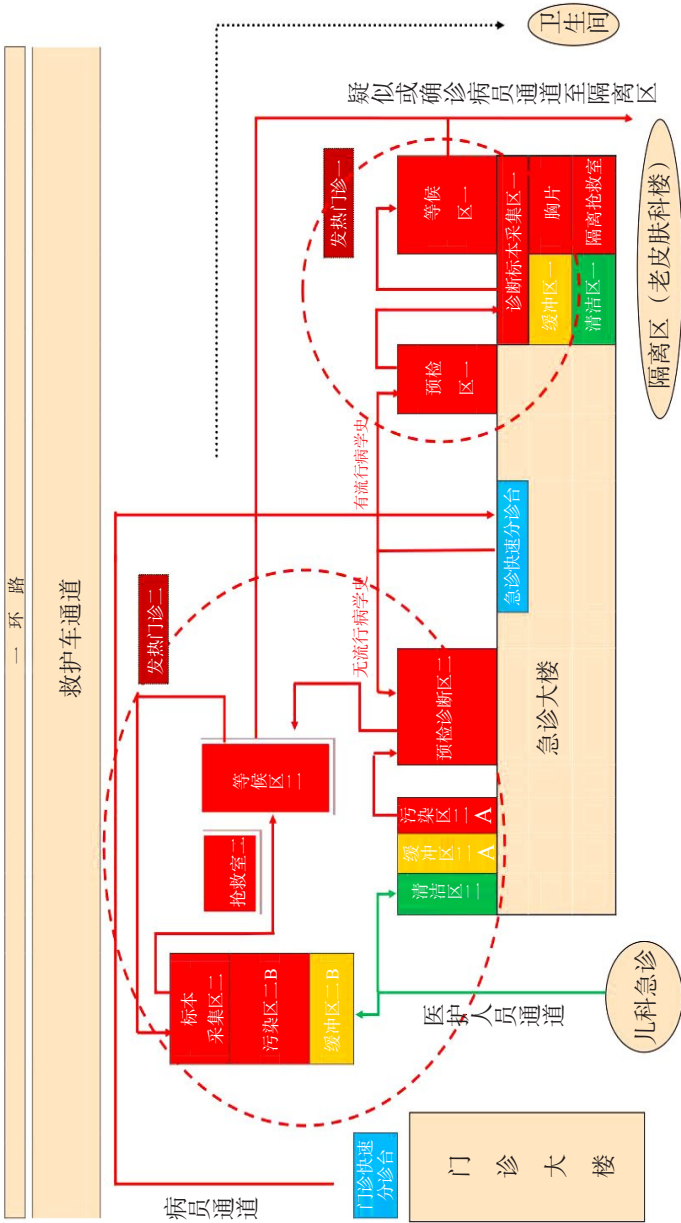 一环路
救护车通道
卫生间
疑似或确诊病员通道至隔离区
发热门诊一
等候
区一
诊断标本采集区一
胸片
隔离抢救室
缓冲区一
清洁区一
隔离区（老皮肤科楼）
预检
区一
有流行病学史
急诊快速分诊台
无流行病学史
发热门诊二
预检诊断区二
急诊大楼
等候
区二
抢救室二
污染区二A
缓冲区二A
清洁区二
标本
采集区二
污染区二B
缓冲区二B
医护人员通道
儿科急诊
病员通道
门诊快速
分诊台
门诊大楼